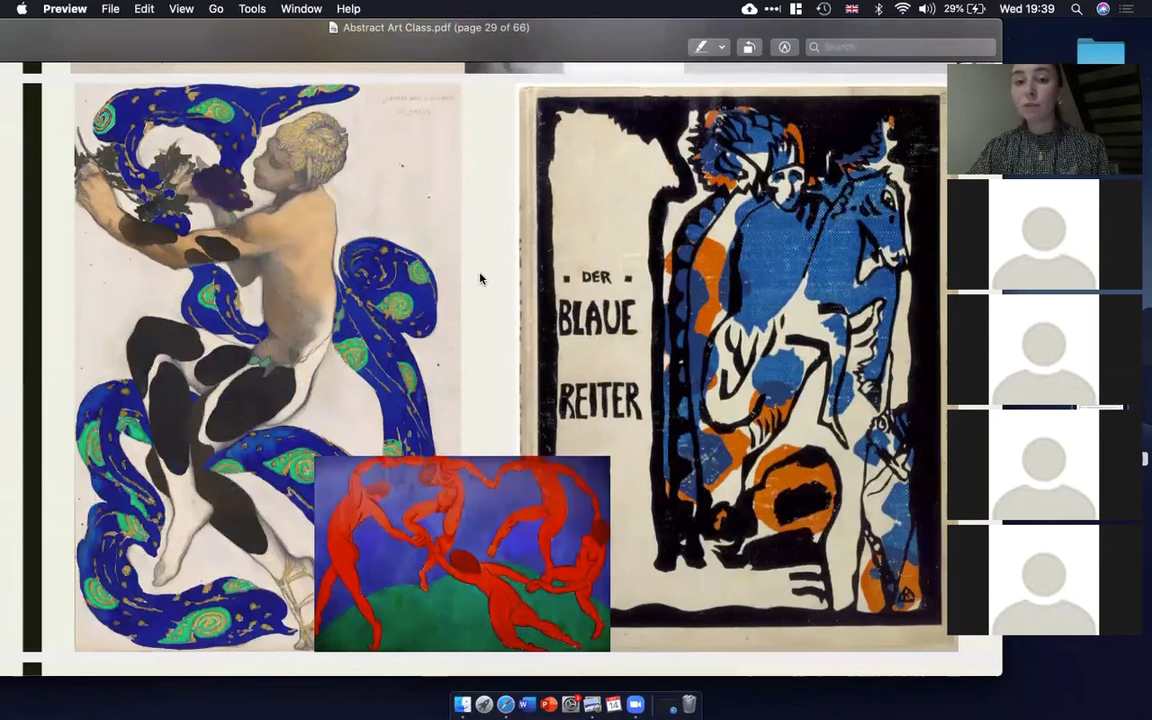 Preview File Edit View Go Tools Window Help
29% Wed 19:39
Abstract Art Class.pdf (page 29 of 66)
Search
DER
BLAUE
REITER
14